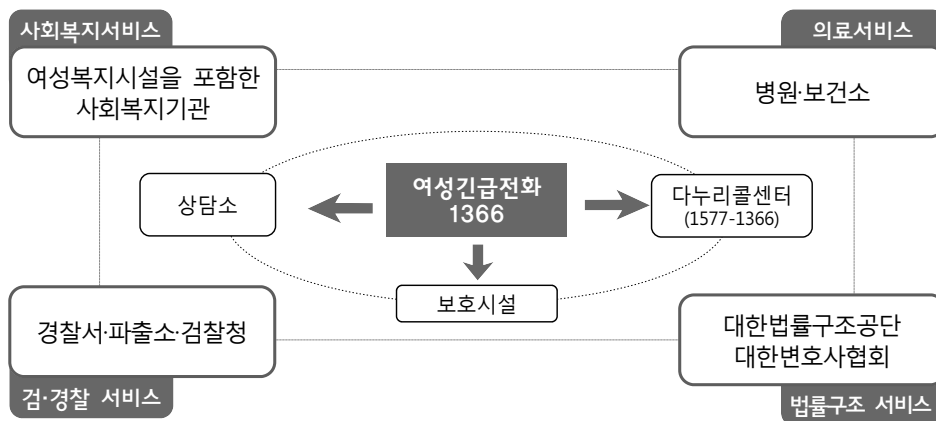 사회복지서비스
여성복지시설을 포함한
사회복지기관
의료서비스
병원·보건소
상담소
여성긴급전화
1366
다누리콜센터
(1577-1366)
보호시설
경찰서·파출소·검찰청
검·경찰 서비스
대한법률구조공단
대한변호사협회
법률구조 서비스